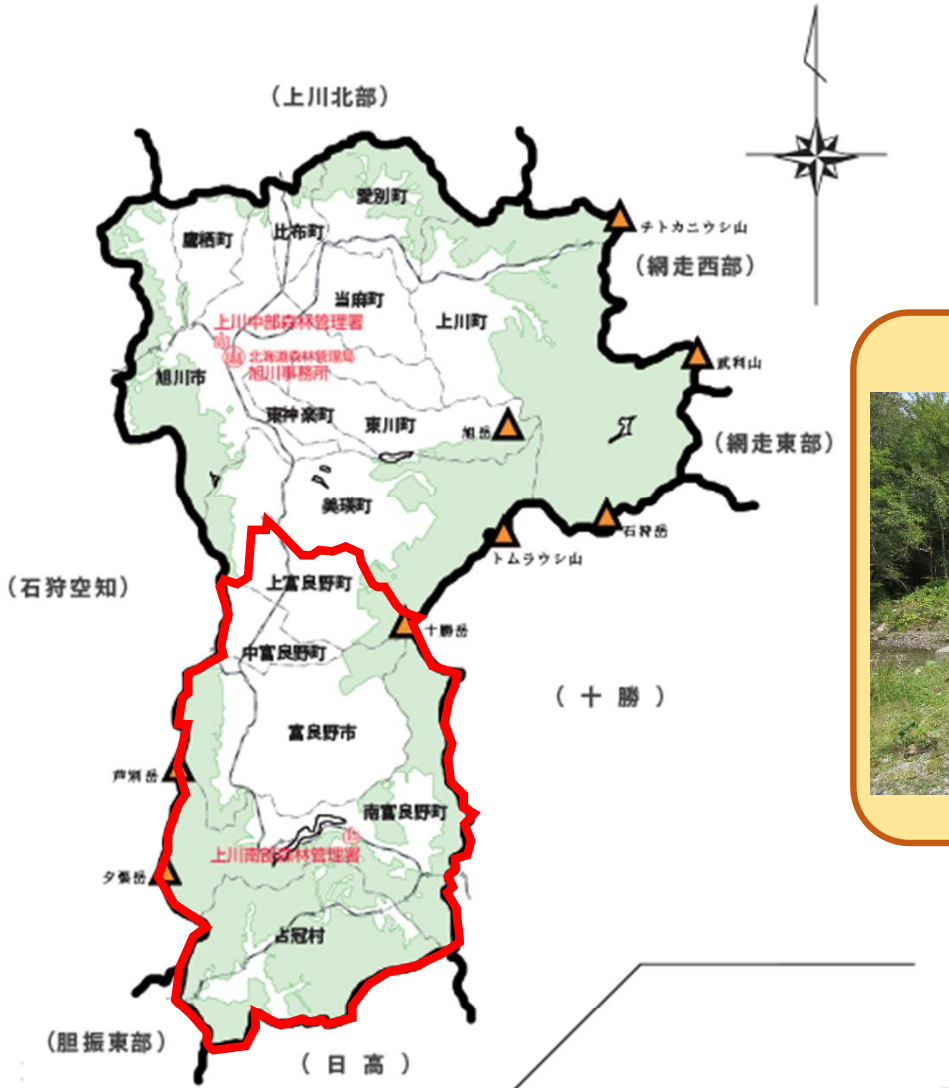 （上川北部）
愛別町
鷹栖町
比布町
チトカニウシ山
（網走西部）
当麻町
上川町
上川中部森林管理署
北海道森林管理局
旭川事務所
武利山
旭川市
東神楽町
東川町
旭岳
（網走東部）
美瑛町
石狩岳
トムラウシ山
（石狩空知）
上富良野町
十勝岳
中富良野町
（十勝）
富良野市
芦別岳
南富良野町
上川南部森林管理署
夕張岳
占冠村
（胆振東部）
（日高）